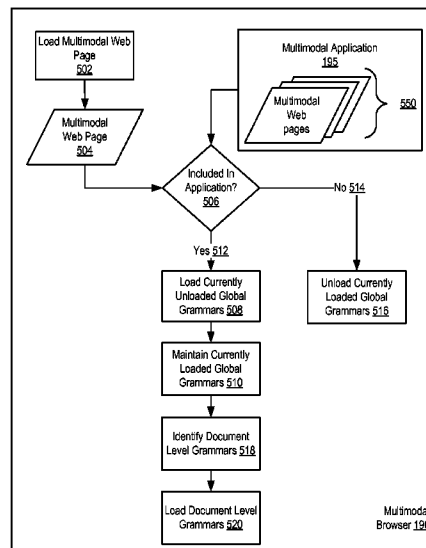 Load Multimodal Web
Page
502
Multimodal
Web Page
504
Multimodal Application
195
Multimodal
Web
pages
550
Included In
Application?
506
No 514
Yes 512
Load Currently
Unloaded Global
Grammars 508
Unload Currently
Loaded Global
Grammars 516
Maintain Currently
Loaded Global
Grammars 510
Identify Document
Level Grammars 518
Load Document Level
Grammars 520
Multimoda
Browser 196